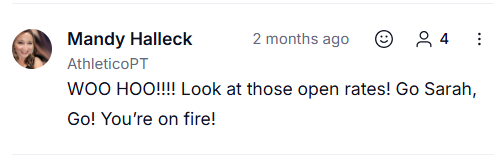 Mandy Halleck 2 months ago 4
AthleticoPT
WOO HOO!!!! Look at those open rates! Go Sarah,
Go! You’re on fire!